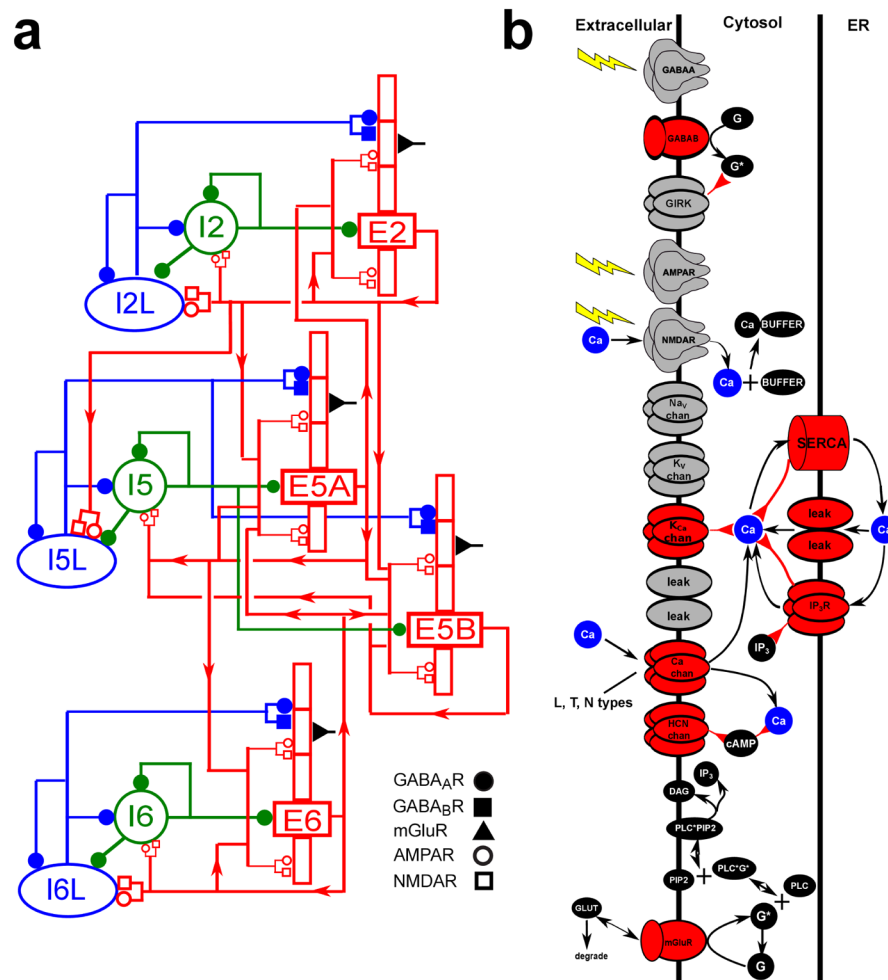 a
I2
E2
I2L
I5
E5A
I5L
E5B
I6
E6
I6L
GABAAR
GABABR
mGluR
AMPAR
NMDAR
b
Extracellular
Cytosol
ER
GABAA
GABAB
G
G*
GIRK
AMPAR
Ca
NMDAR
Ca
BUFFER
Ca
+
BUFFER
NaV
chan
KV
chan
SERCA
KCa
chan
Ca
leak
leak
Ca
leak
leak
IP3R
IP3
Ca
Ca
chan
L, T, N types
HCN
chan
cAMP
Ca
IP3
DAG
PLC*PIP2
PIP2
+
PLC*G*
+
PLC
GLUT
degrade
mGluR
G*
G